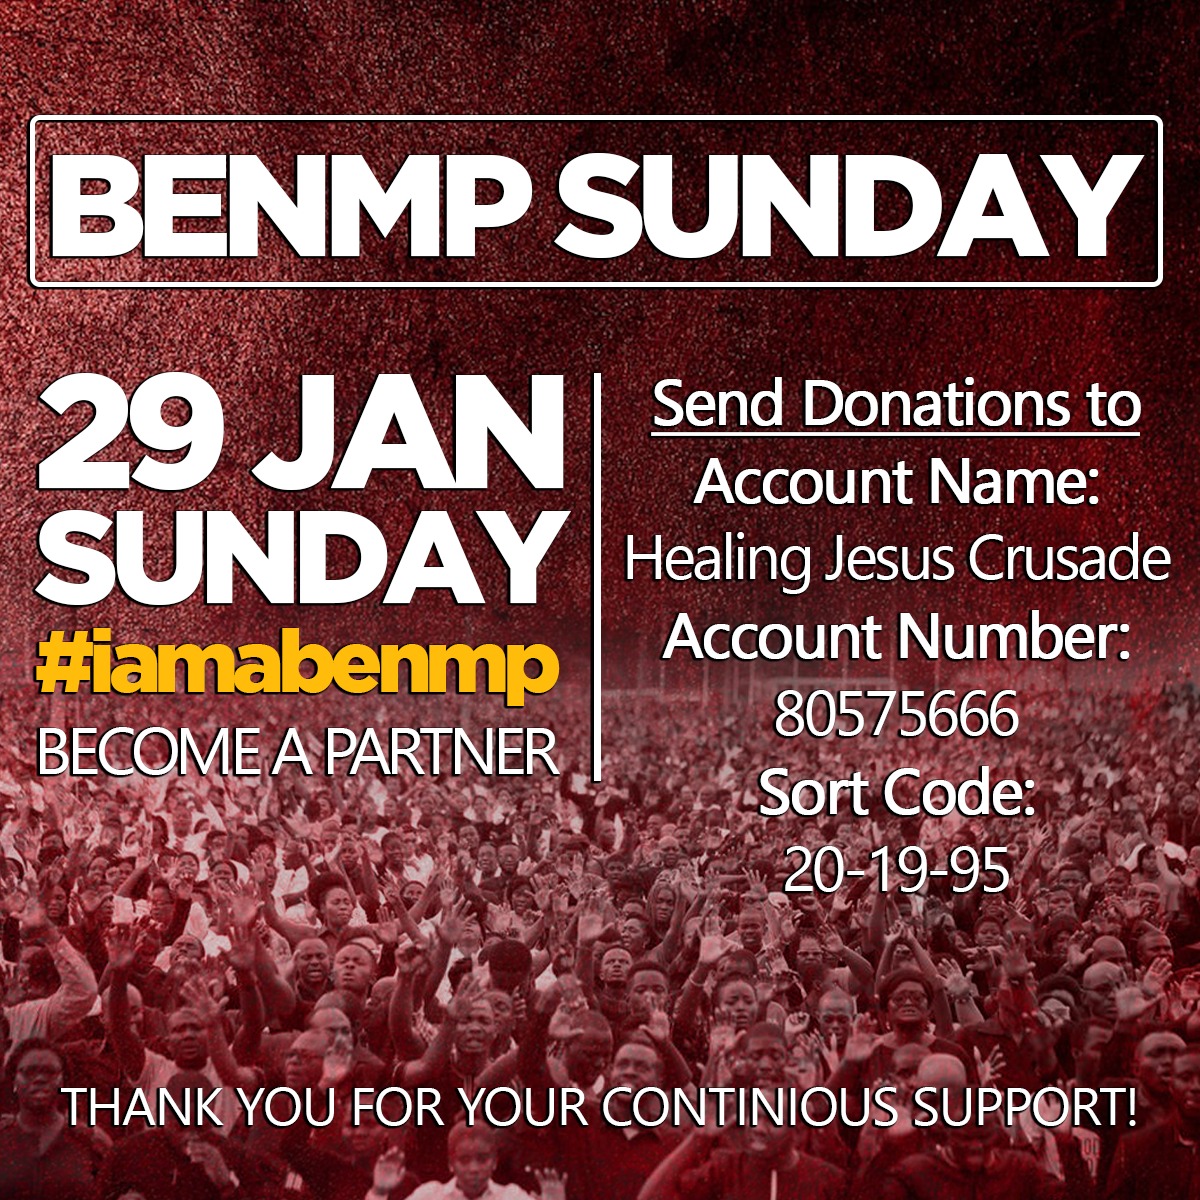 BENMP SUNDAY
29 JAN
SUNDAY
#iamabenmp
BECOME A PARTNER
Send Donations to
Account Name:
Healing Jesus Crusade
Account Number:
80575666
Sort Code:
20-19-95
THANK YOU FOR YOUR CONTINIOUS SUPPORT!